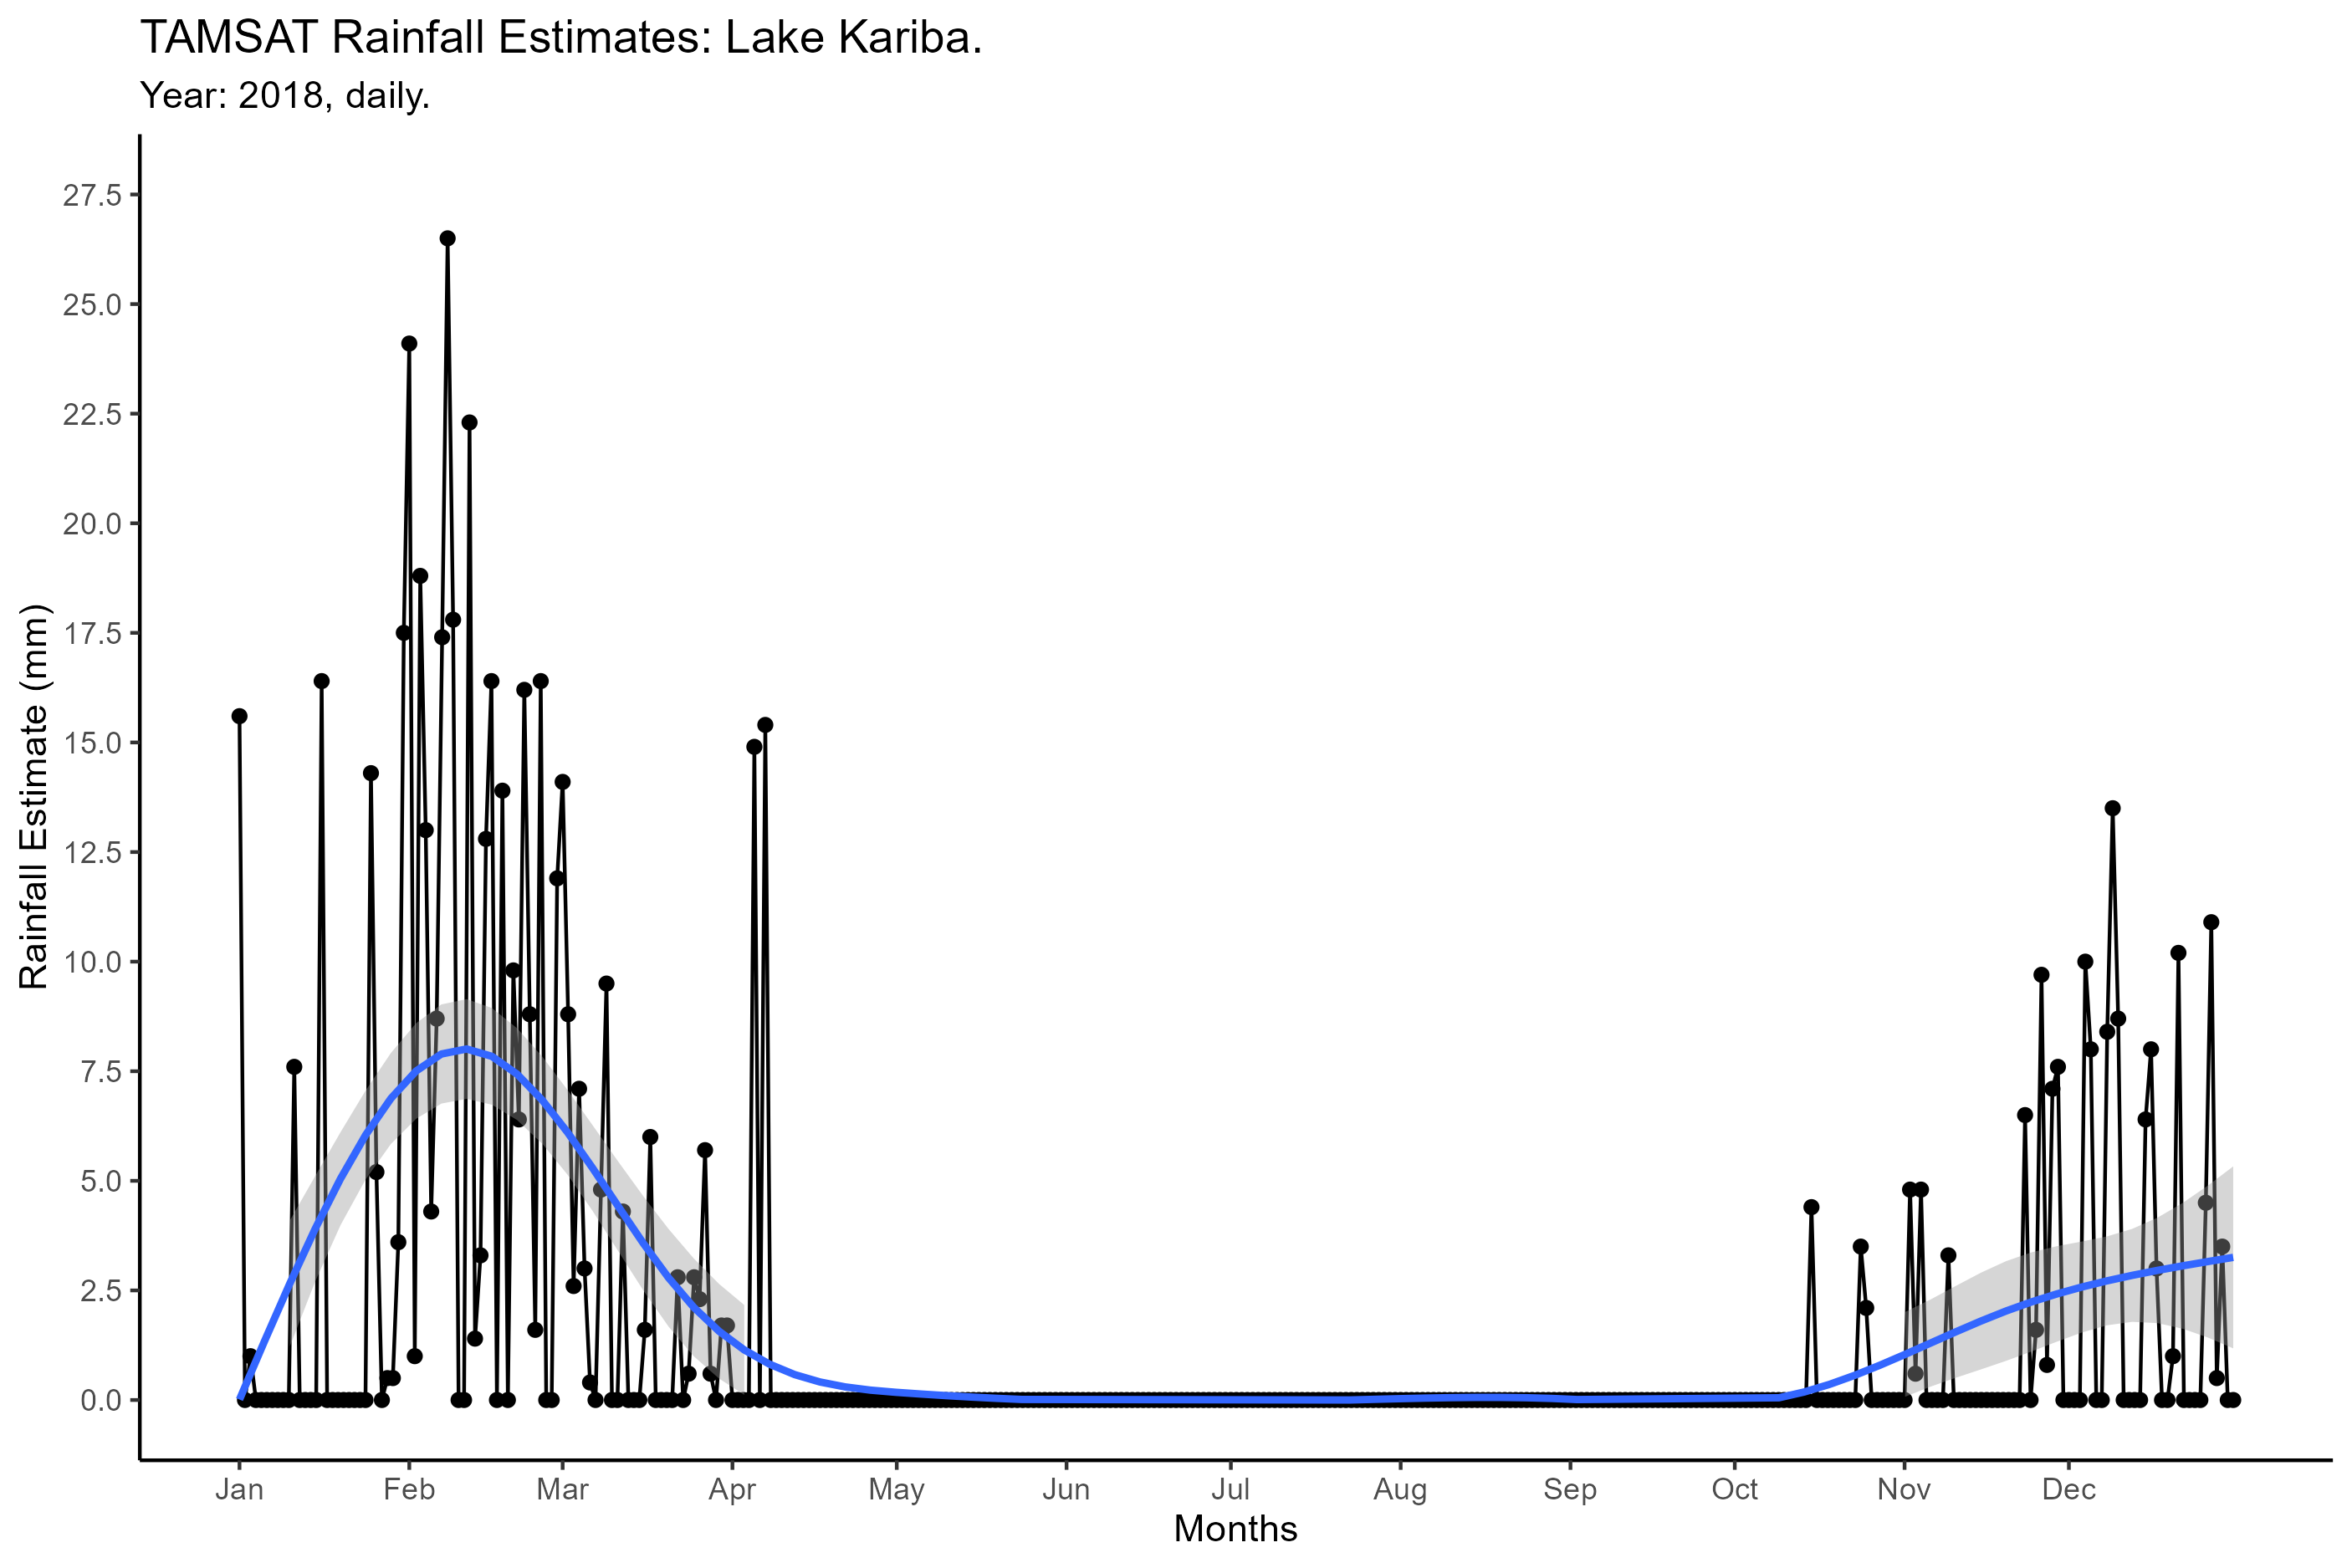 TAMSAT Rainfall Estimates: Lake Kariba.
Year: 2018, daily.
Rainfall Estimate (mm)
27.5
25.0
22.5
20.0
17.5
15.0
12.5
10.0
7.5
5.0
2.5
0.0
Jan Feb Mar Apr May Jun Jul Aug Sep Oct Nov Dec
Months